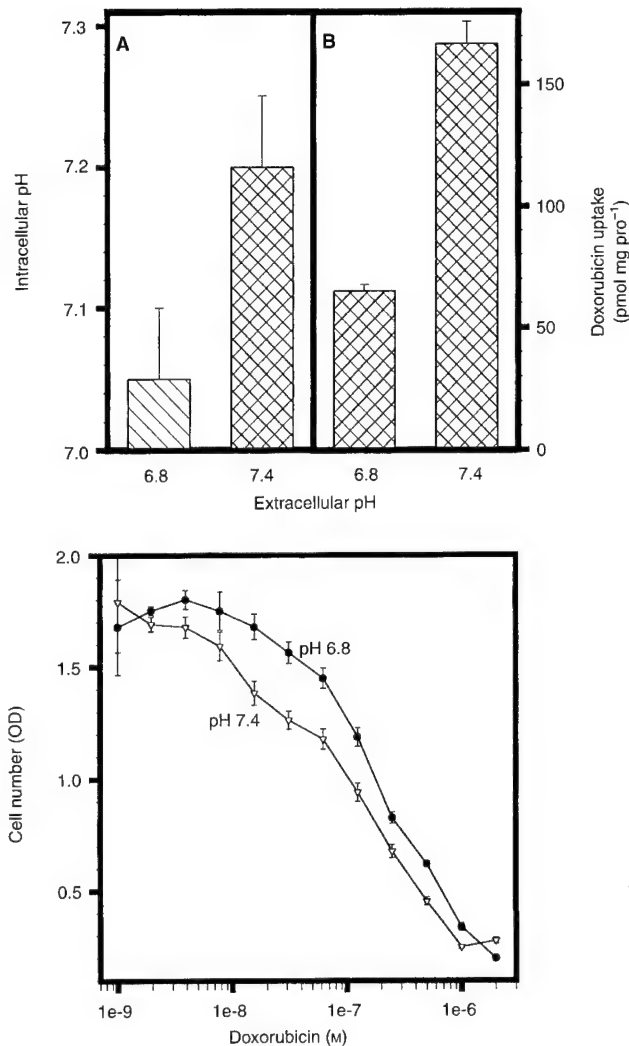 A
B
7.3
7.2
7.1
7.0
Intracellular pH
150
100
50
0
Doxorubicin uptake
(pmol mg pro⁻¹)
6.8
7.4
6.8
7.4
Extracellular pH
2.0
1.5
1.0
0.5
Cell number (OD)
pH 6.8
pH 7.4
1e-9
1e-8
1e-7
1e-6
Doxorubicin (M)